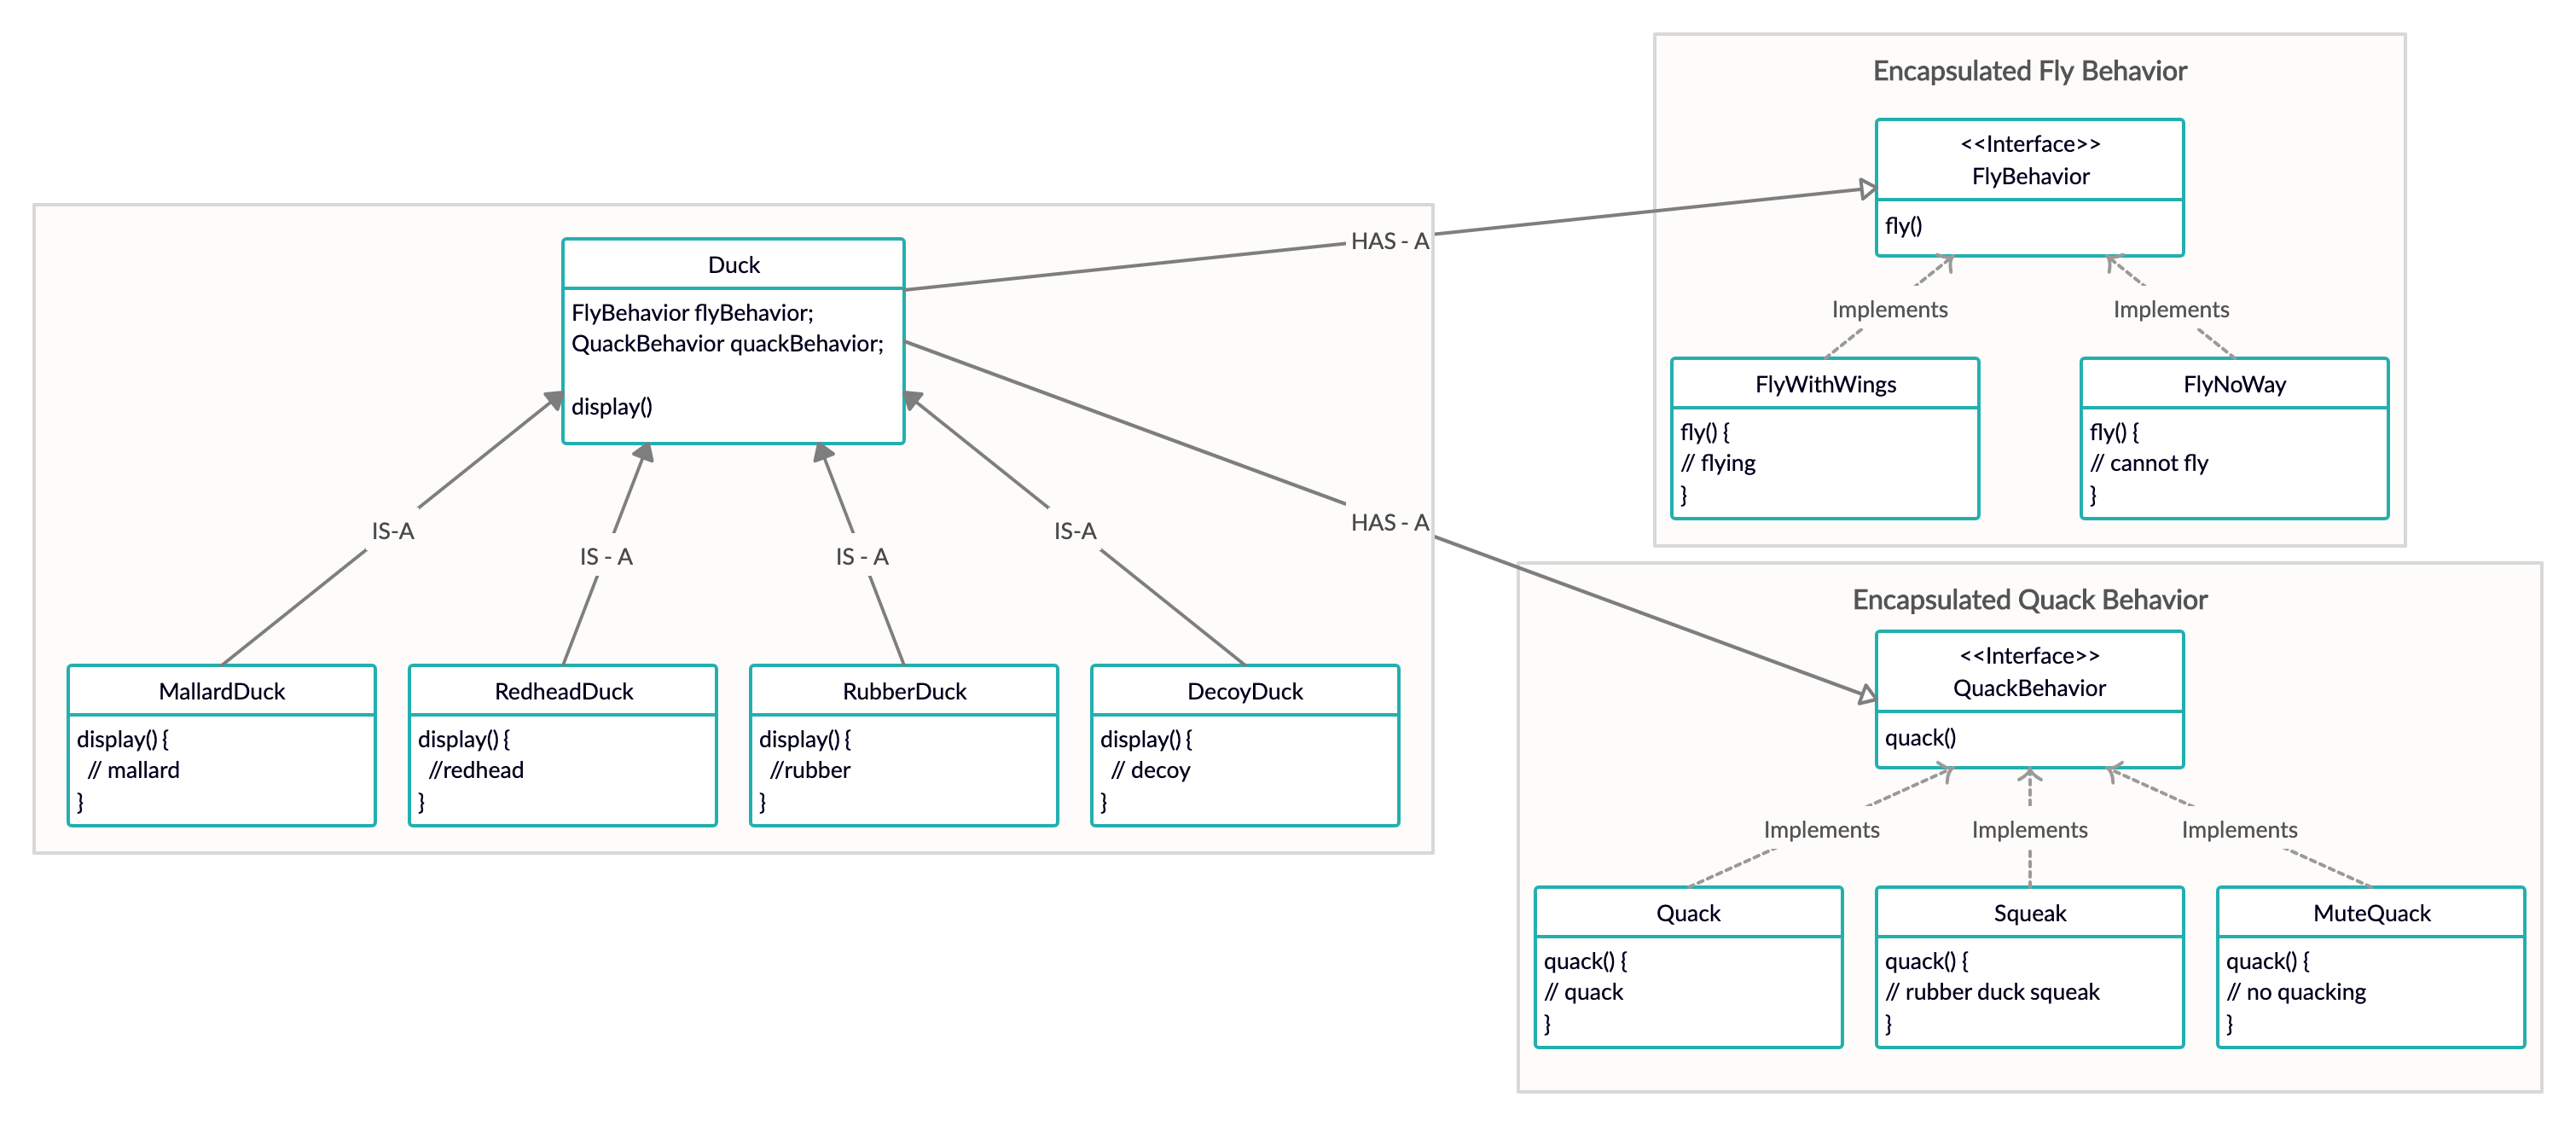 Encapsulated Fly Behavior
<<Interface>>
FlyBehavior
fly()
Implements
Implements
FlyWithWings
fly() {
// flying
}
FlyNoWay
fly() {
// cannot fly
}
HAS - A
Duck
FlyBehavior flyBehavior;
QuackBehavior quackBehavior;
display()
HAS - A
IS-A
IS - A
IS - A
IS-A
MallardDuck
display() {
// mallard
}
RedheadDuck
display() {
//redhead
}
RubberDuck
display() {
//rubber
}
DecoyDuck
display() {
// decoy
}
Encapsulated Quack Behavior
<<Interface>>
QuackBehavior
quack()
Implements
Implements
Implements
Quack
quack() {
// quack
}
Squeak
quack() {
// rubber duck squeak
}
MuteQuack
quack() {
// no quacking
}